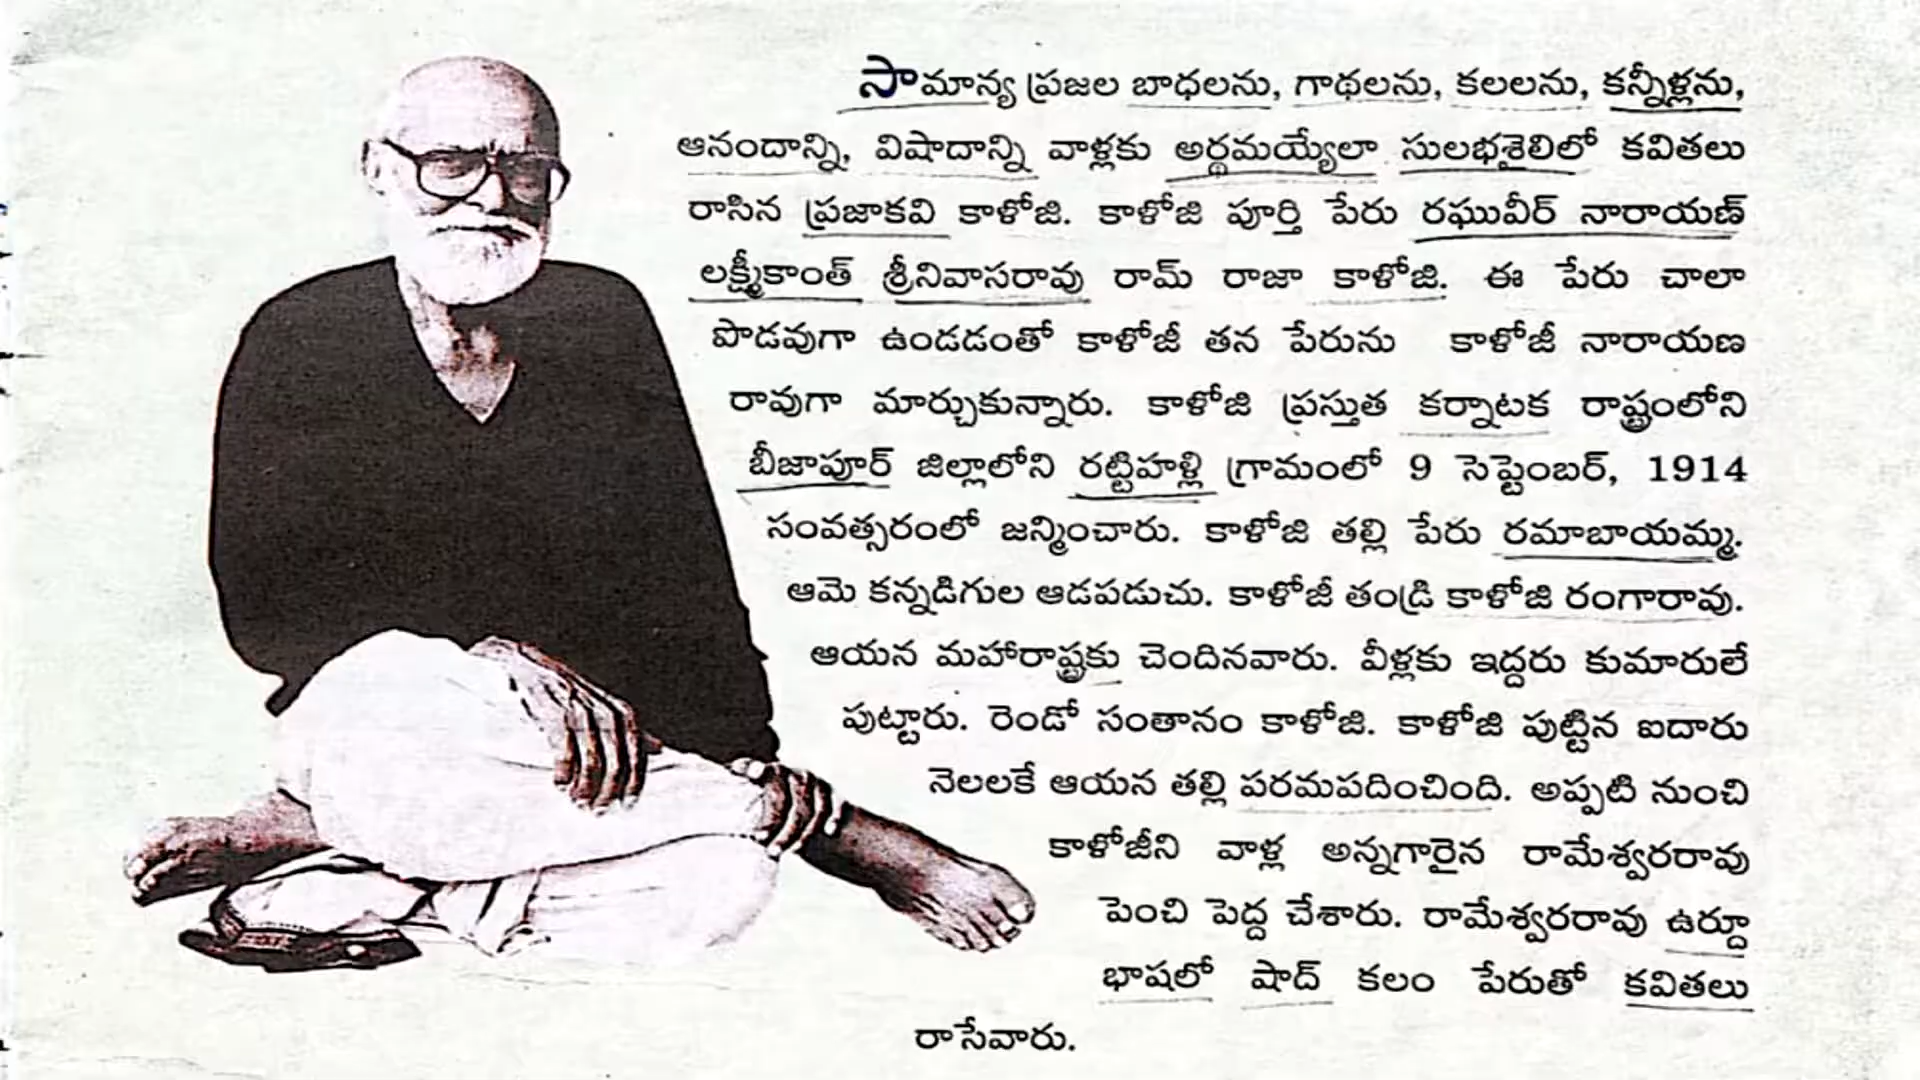 సామాన్య ప్రజల బాధలను, గాథలను, కలలను, కన్నీళ్లను,
ఆనందాన్ని, విషాదాన్ని వాళ్లకు అర్థమయ్యేలా సులభశైలిలో కవితలు
రాసిన ప్రజాకవి కాళోజి. కాళోజి పూర్తి పేరు రఘువీర్ నారాయణ్
లక్ష్మీకాంత్ శ్రీనివాసరావు రామ్ రాజా కాళోజి. ఈ పేరు చాలా
పొడవుగా ఉండడంతో కాళోజీ తన పేరును కాళోజీ నారాయణ
రావుగా మార్చుకున్నారు. కాళోజి ప్రస్తుత కర్నాటక రాష్ట్రంలోని
బీజాపూర్ జిల్లాలోని రట్టిహళ్లి గ్రామంలో 9 సెప్టెంబర్, 1914
సంవత్సరంలో జన్మించారు. కాళోజి తల్లి పేరు రమాబాయమ్మ.
ఆమె కన్నడిగుల ఆడపడుచు. కాళోజీ తండ్రి కాళోజి రంగారావు.
ఆయన మహారాష్ట్రకు చెందినవారు. వీళ్లకు ఇద్దరు కుమారులే
పుట్టారు. రెండో సంతానం కాళోజి. కాళోజి పుట్టిన ఐదారు
నెలలకే ఆయన తల్లి పరమపదించింది. అప్పటి నుంచి
కాళోజీని వాళ్ల అన్నగారైన రామేశ్వరరావు
పెంచి పెద్ద చేశారు. రామేశ్వరరావు ఉర్దూ
భాషలో షాద్ కలం పేరుతో కవితలు
రాసేవారు.